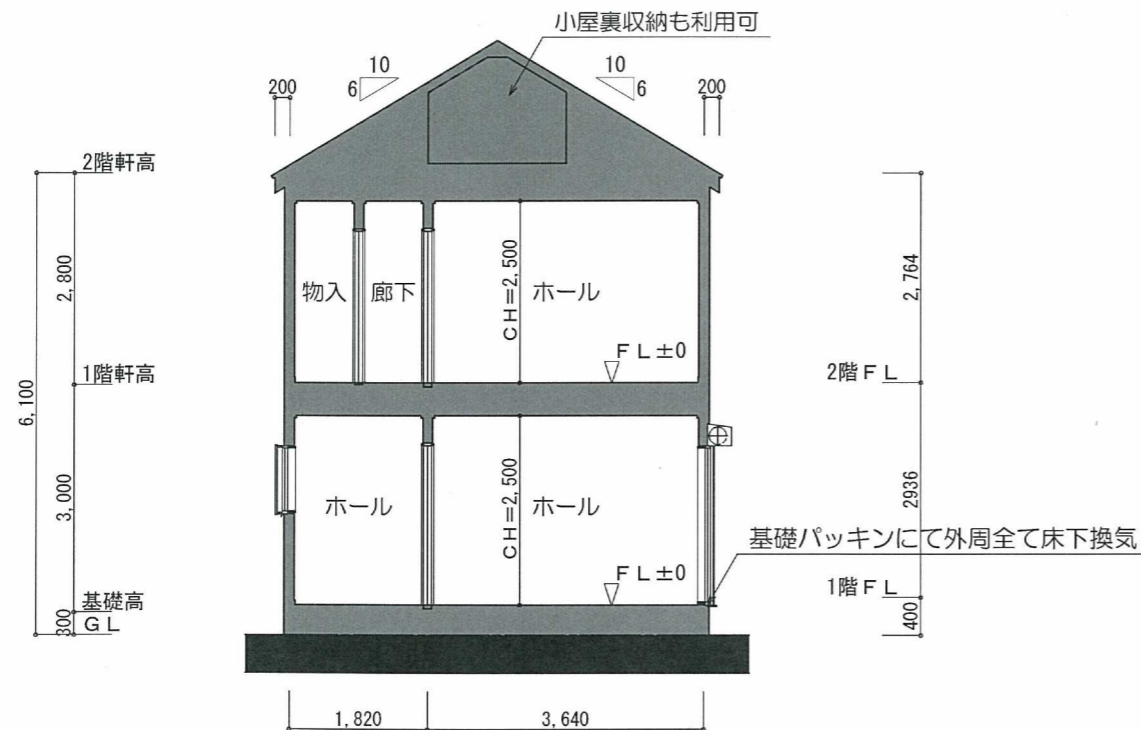 小屋裏収納も利用可
10
6
10
6
200
200
2階軒高
2,800
物入
廊下
CH=2,500
ホール
FL±0
2,764
1階軒高
2階FL
6,100
3,000
ホール
CH=2,500
ホール
2936
基礎パッキンにて外周全て床下換気
FL±0
1階FL
基礎高
300
GL
400
1,820
3,640